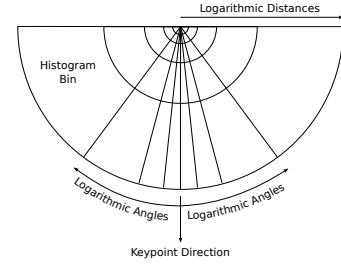 Logarithmic Distances
Histogram
Bin
Logarithmic Angles
Logarithmic Angles
Keypoint Direction